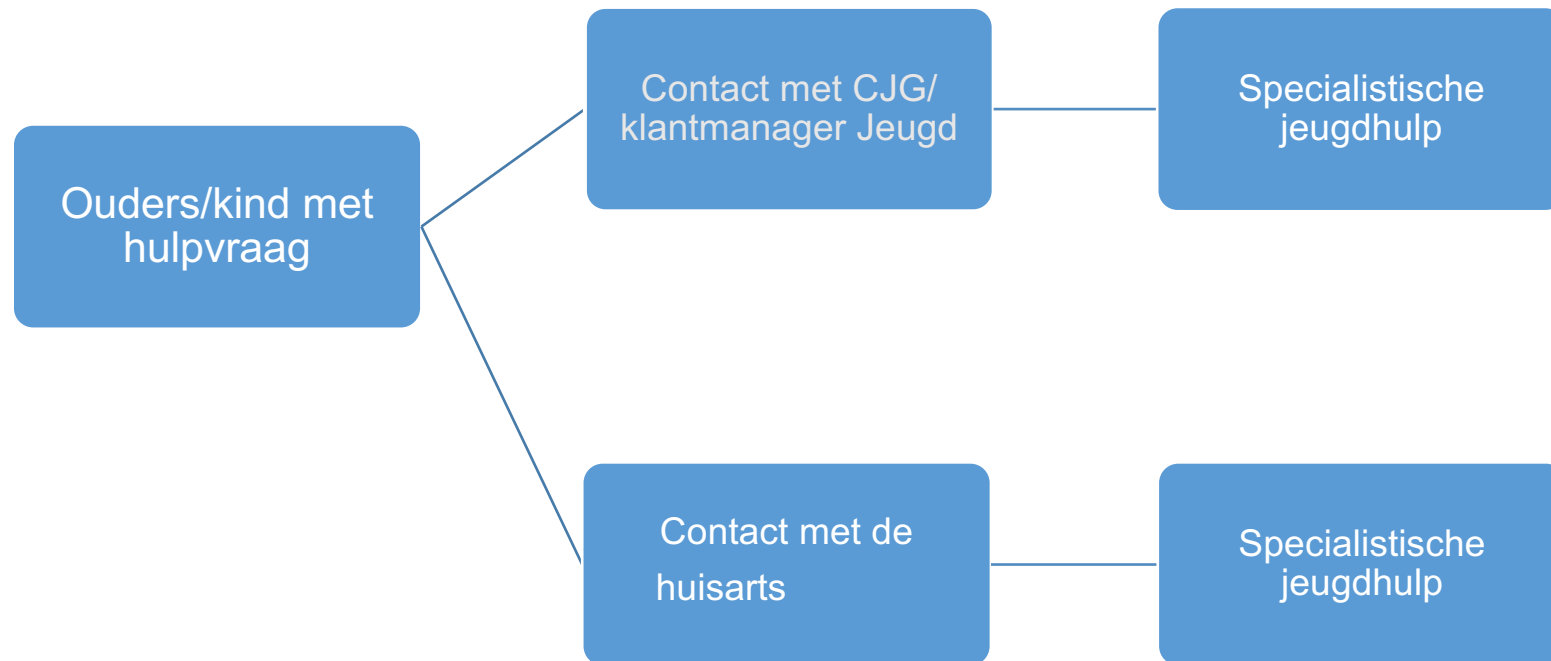 Ouders/kind met
hulpvraag
Contact met CJG/
klantmanager Jeugd
Specialistische
jeugdhulp
Contact met de
huisarts
Specialistische
jeugdhulp